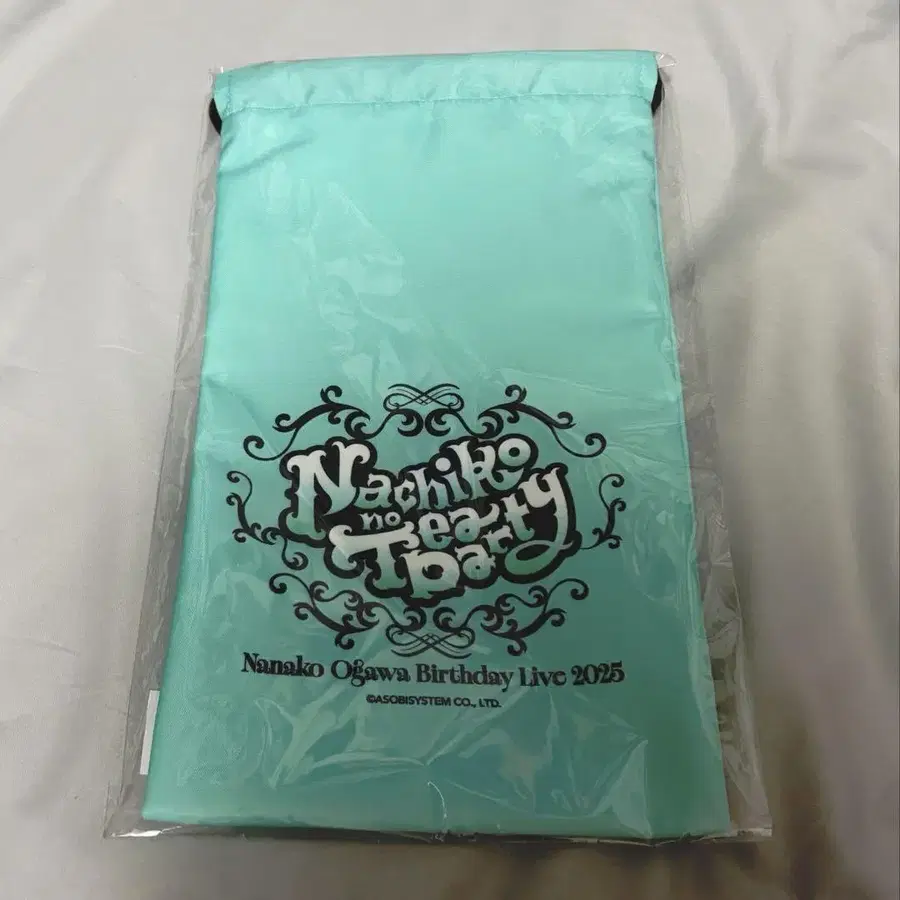 Nachiko
no Tea
party
Nanako Ogawa Birthday Live 2025
©ASOBISYSTEM CO., LTD.